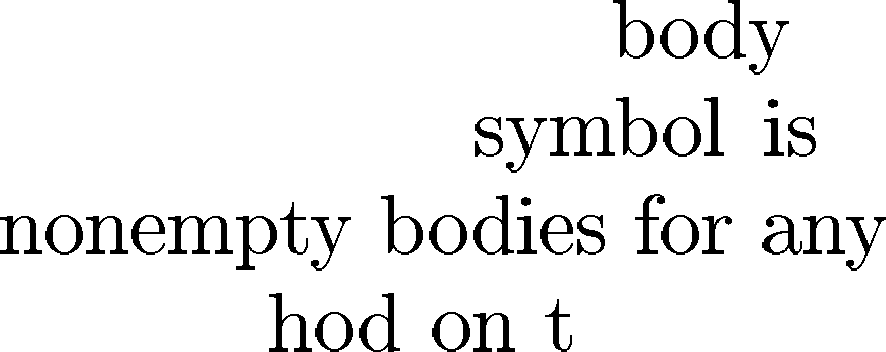 body
symbol is
nonempty bodies for any
hod on t